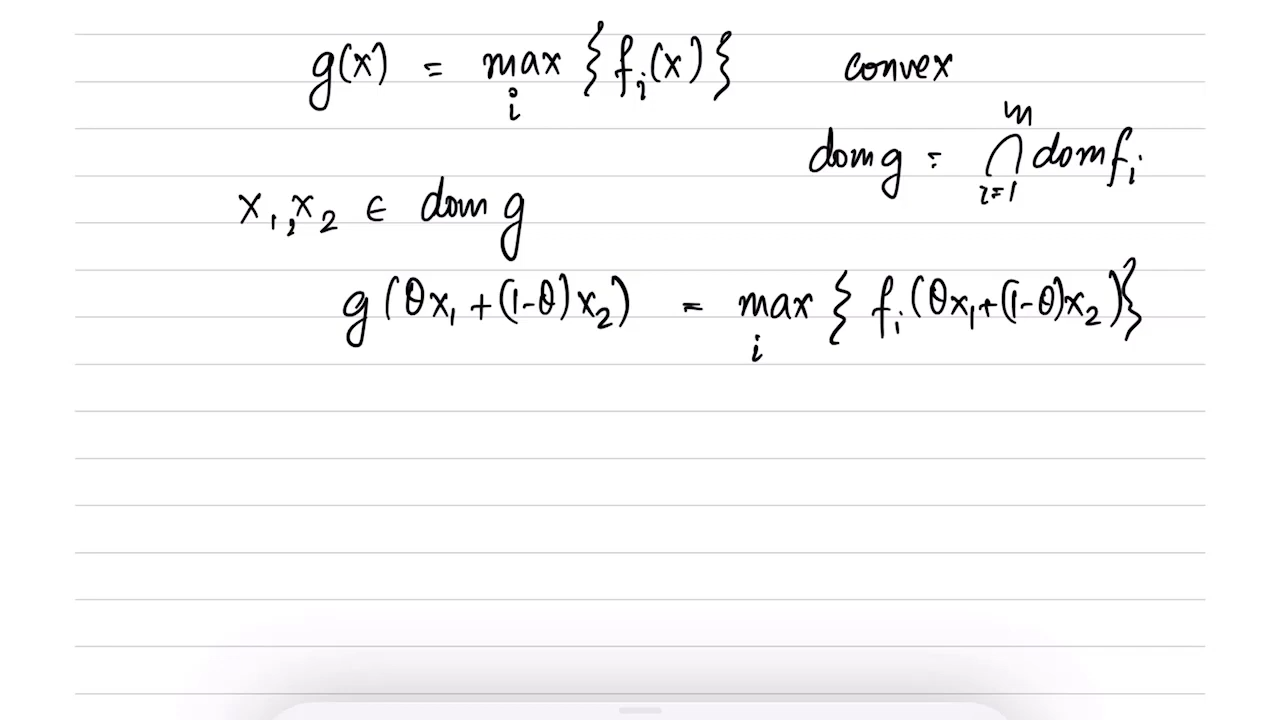 g(x) = max_i {f_i(x)} convex
dom g = ⋂_{i=1}^{m} dom f_i
x_1, x_2 ∈ dom g
g(θx_1 + (1-θ)x_2) = max_i { f_i(θx_1+(1-θ)x_2)}